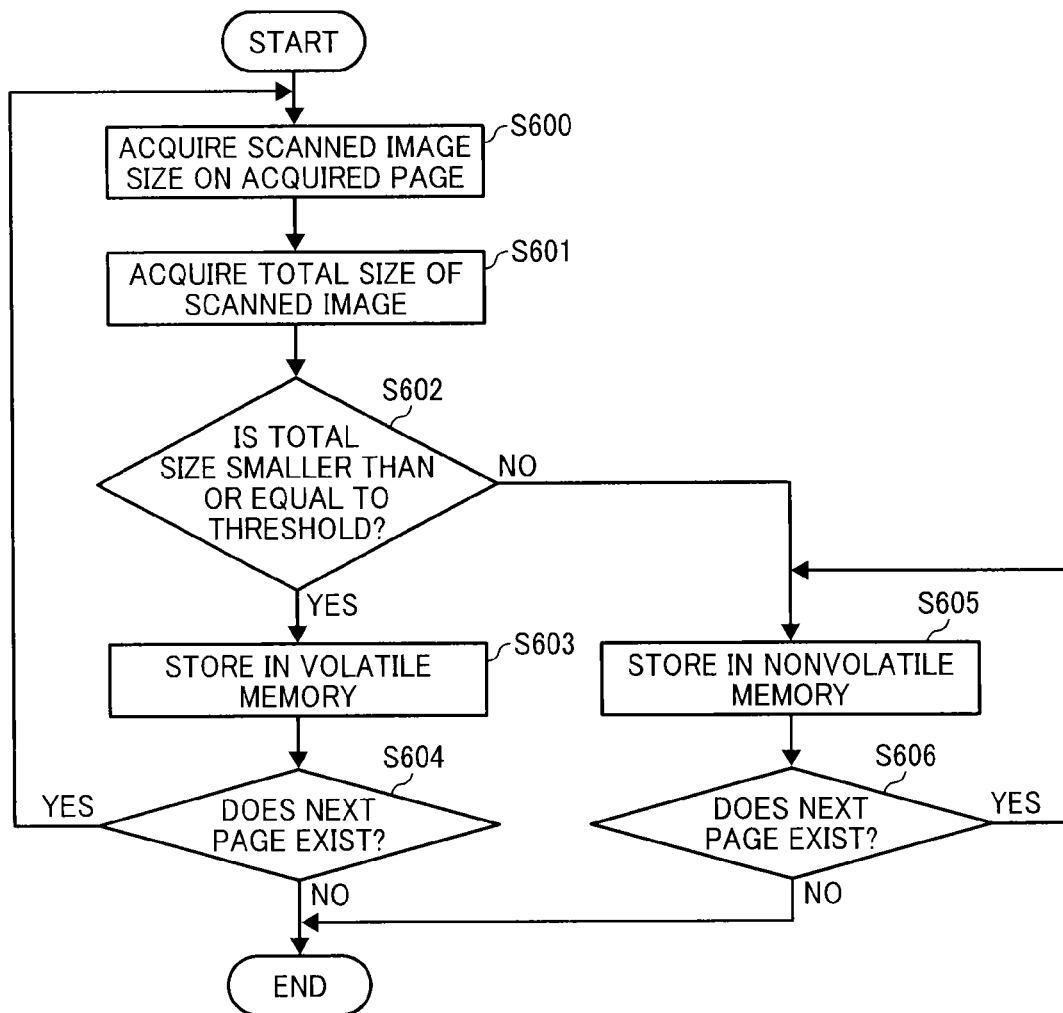 START
S600
ACQUIRE SCANNED IMAGE
SIZE ON ACQUIRED PAGE
S601
ACQUIRE TOTAL SIZE OF
SCANNED IMAGE
S602
IS TOTAL
SIZE SMALLER THAN
OR EQUAL TO
THRESHOLD?
NO
YES
S603
STORE IN VOLATILE
MEMORY
S605
STORE IN NONVOLATILE
MEMORY
S604
DOES NEXT
PAGE EXIST?
YES
NO
S606
DOES NEXT
PAGE EXIST?
YES
NO
END